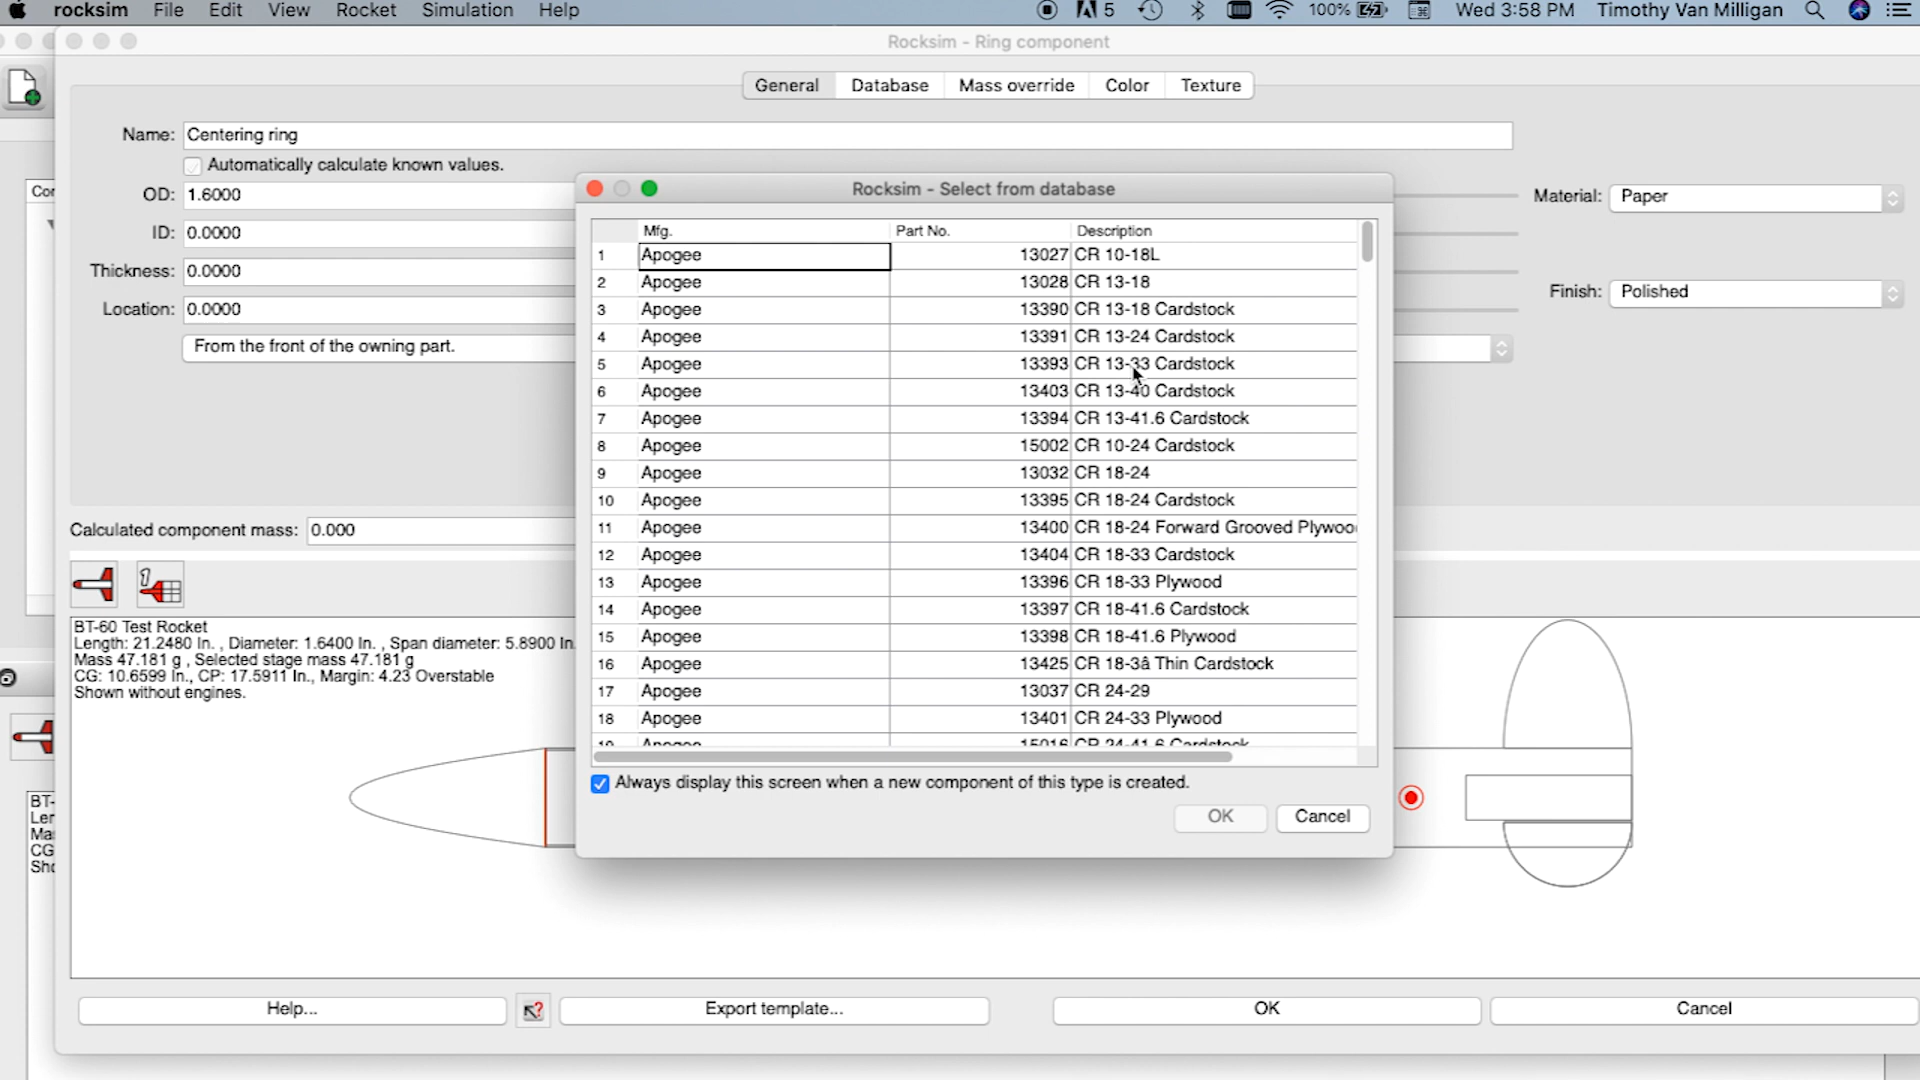 rocksim File Edit View Rocket Simulation Help 5 100% Wed 3:58 PM Timothy Van Milligan
Rocksim - Ring component
General Database Mass override Color Texture
Name: Centering ring
Automatically calculate known values.
OD: 1.6000
Material: Paper
ID: 0.0000
Thickness: 0.0000
Finish: Polished
Location: 0.0000
From the front of the owning part.
Calculated component mass: 0.000
Rocksim - Select from database
Mfg. Part No. Description
1 Apogee 13027 CR 10-18L
2 Apogee 13028 CR 13-18
3 Apogee 13390 CR 13-18 Cardstock
4 Apogee 13391 CR 13-24 Cardstock
5 Apogee 13393 CR 13-33 Cardstock
6 Apogee 13403 CR 13-40 Cardstock
7 Apogee 13394 CR 13-41.6 Cardstock
8 Apogee 15002 CR 10-24 Cardstock
9 Apogee 13032 CR 18-24
10 Apogee 13395 CR 18-24 Cardstock
11 Apogee 13400 CR 18-24 Forward Grooved Plywoo
12 Apogee 13404 CR 18-33 Cardstock
13 Apogee 13396 CR 18-33 Plywood
14 Apogee 13397 CR 18-41.6 Cardstock
15 Apogee 13398 CR 18-41.6 Plywood
16 Apogee 13425 CR 18-3â Thin Cardstock
17 Apogee 13037 CR 24-29
18 Apogee 13401 CR 24-33 Plywood
19 Apogee 15016 CR 24-41.6 Cardstock
Always display this screen when a new component of this type is created.
OK Cancel
BT-60 Test Rocket
Length: 21.2480 In. , Diameter: 1.6400 In. , Span diameter: 5.8900 In.
Mass 47.181 g , Selected stage mass 47.181 g
CG: 10.6599 In., CP: 17.5911 In., Margin: 4.23 Overstable
Shown without engines.
Help... Export template... OK Cancel
Cor
BT-
Ler
Ma
CG
Sho